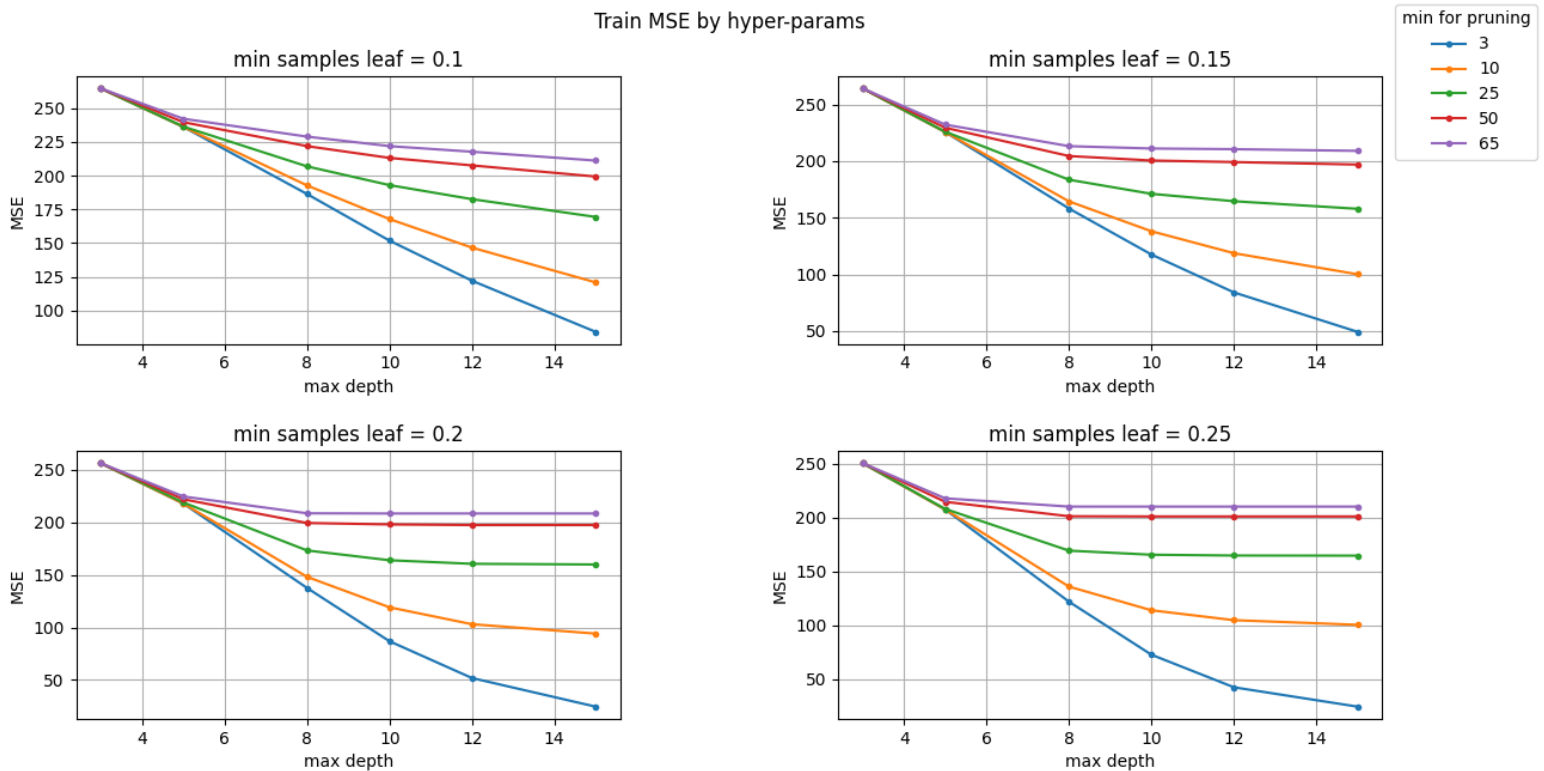 Train MSE by hyper-params
min for pruning
3
10
25
50
65
min samples leaf = 0.1
MSE
250
225
200
175
150
125
100
4 6 8 10 12 14
max depth
min samples leaf = 0.15
MSE
250
200
150
100
50
4 6 8 10 12 14
max depth
min samples leaf = 0.2
MSE
250
200
150
100
50
4 6 8 10 12 14
max depth
min samples leaf = 0.25
MSE
250
200
150
100
50
4 6 8 10 12 14
max depth